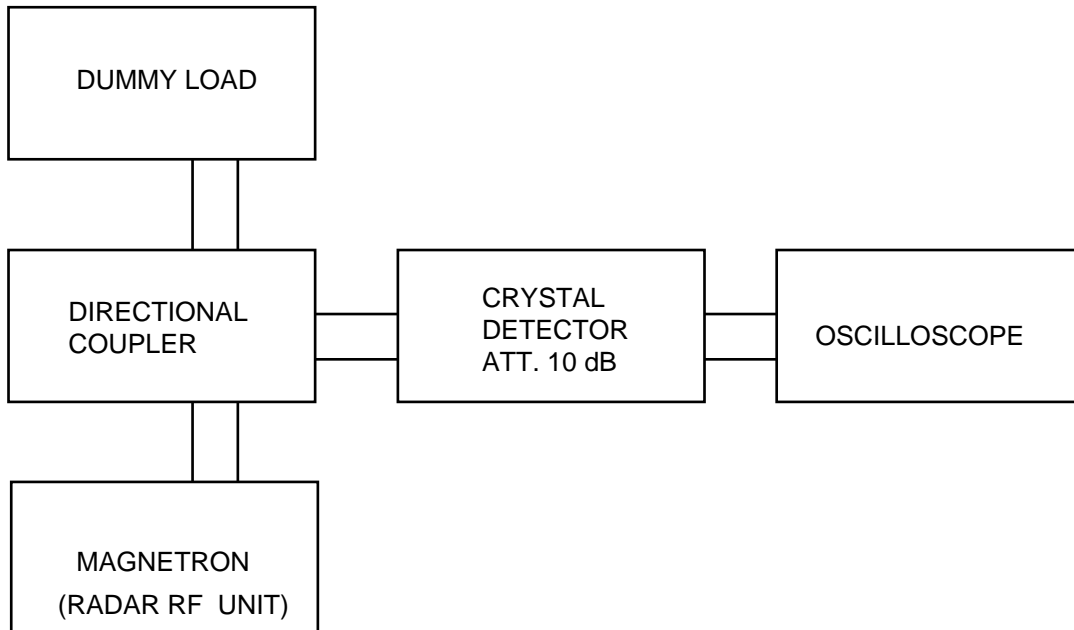 DUMMY LOAD
DIRECTIONAL
COUPLER
CRYSTAL
DETECTOR
ATT. 10 dB
OSCILLOSCOPE
MAGNETRON
(RADAR RF UNIT)